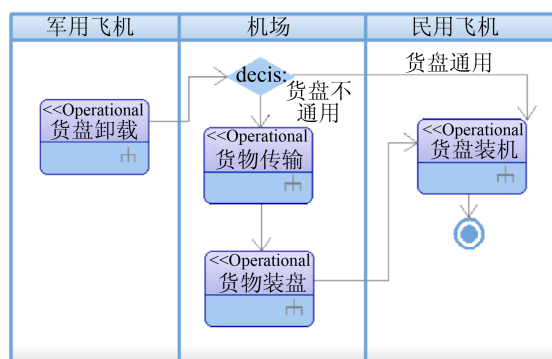 军用飞机
机场
民用飞机
decis:
货盘通用
货盘不
通用
<<Operational
货盘卸载
<<Operational
货物传输
<<Operational
货盘装机
<<Operational
货物装盘